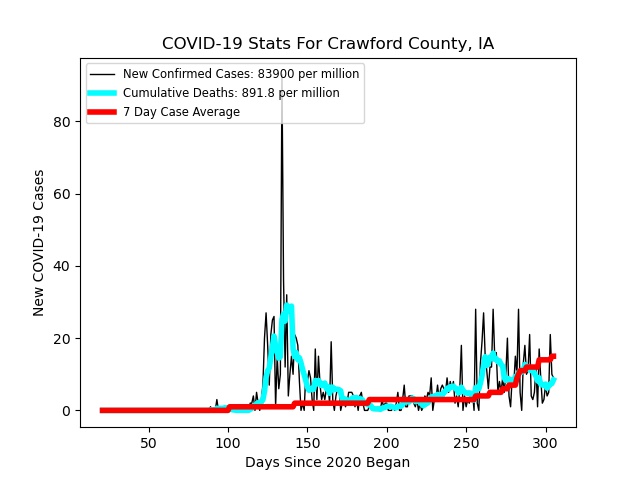 COVID-19 Stats For Crawford County, IA
New Confirmed Cases: 83900 per million
Cumulative Deaths: 891.8 per million
7 Day Case Average
New COVID-19 Cases
80
60
40
20
0
50
100
150
200
250
300
Days Since 2020 Began